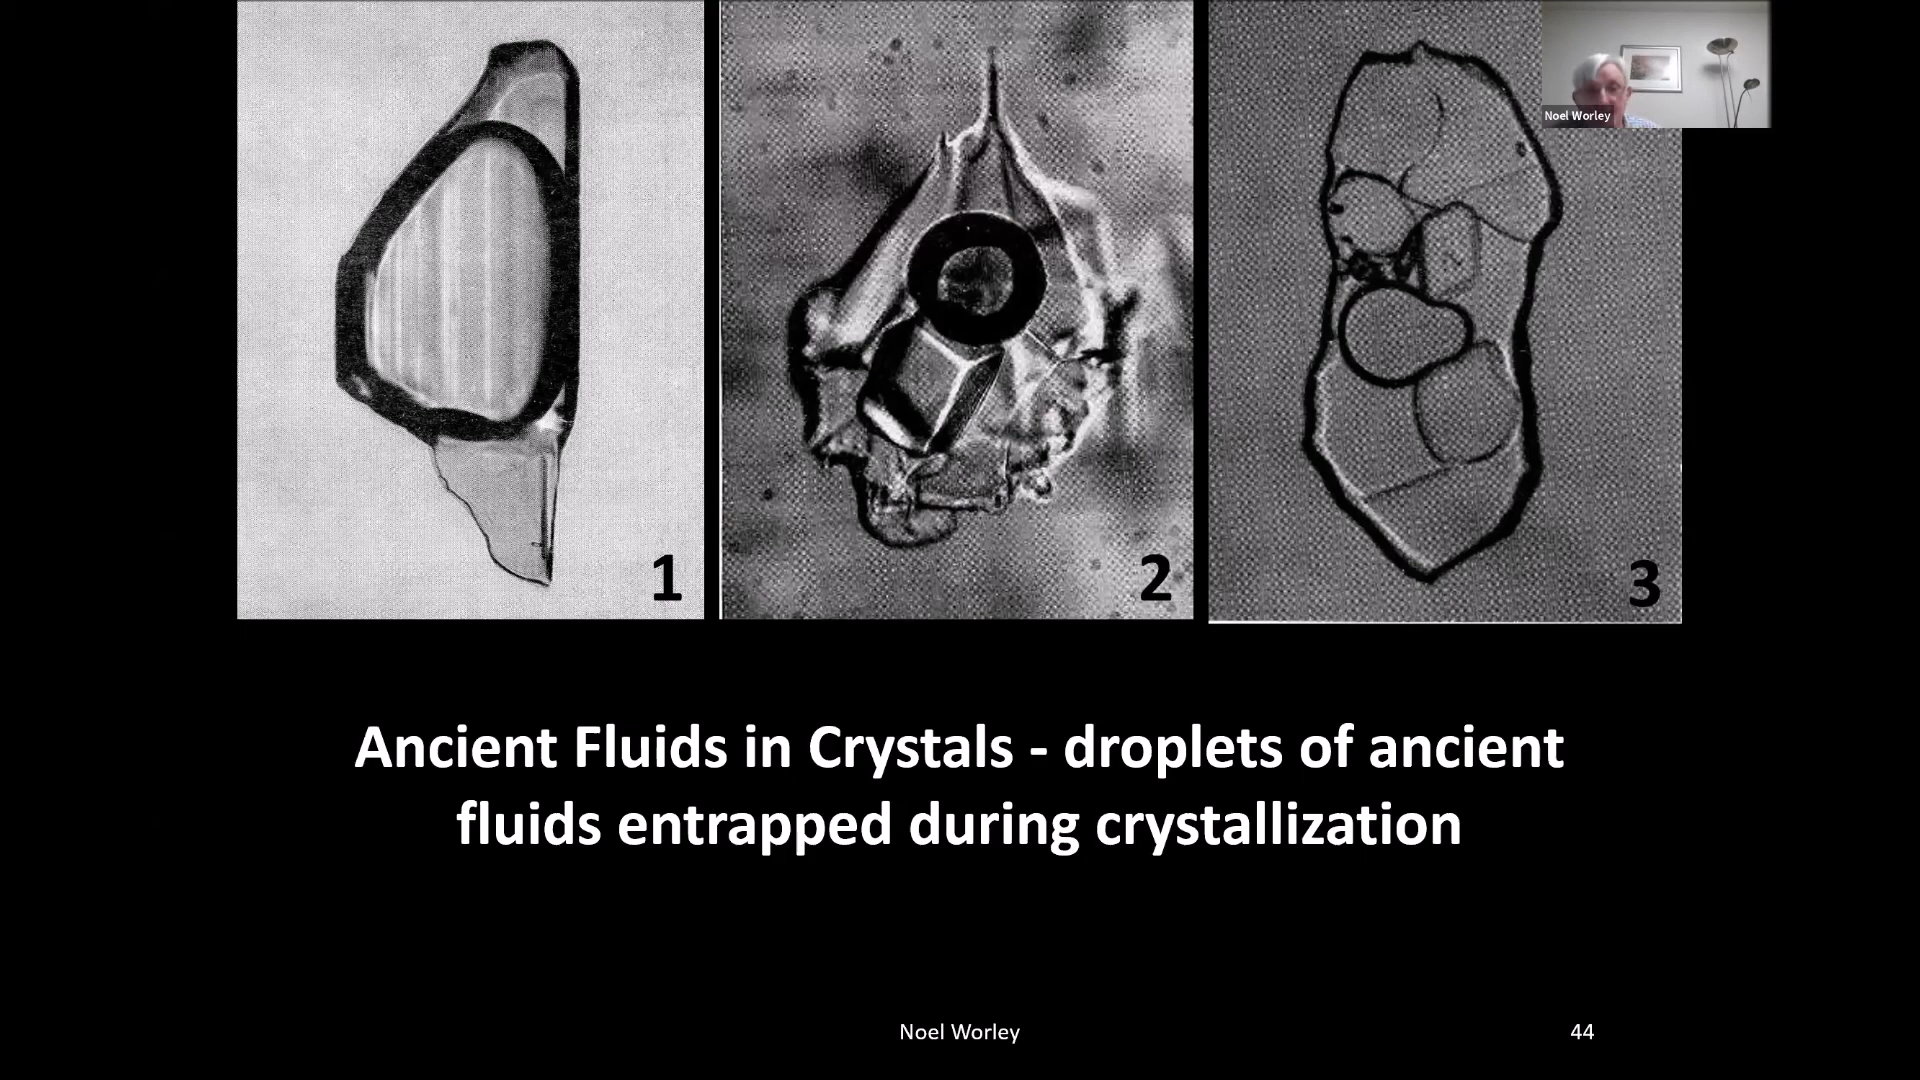 Noel Worley
1
2
3
Ancient Fluids in Crystals - droplets of ancient
fluids entrapped during crystallization
Noel Worley
44